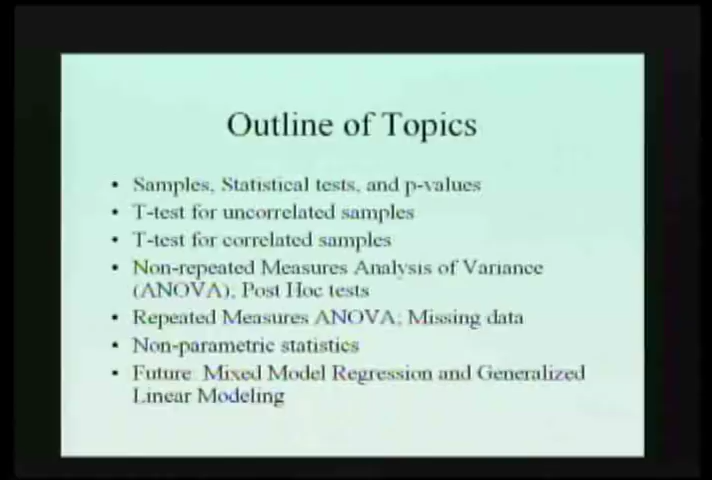 Outline of Topics
• Samples, Statistical tests, and p-values
• T-test for uncorrelated samples
• T-test for correlated samples
• Non-repeated Measures Analysis of Variance
(ANOVA); Post Hoc tests
• Repeated Measures ANOVA; Missing data
• Non-parametric statistics
• Future: Mixed Model Regression and Generalized
Linear Modeling